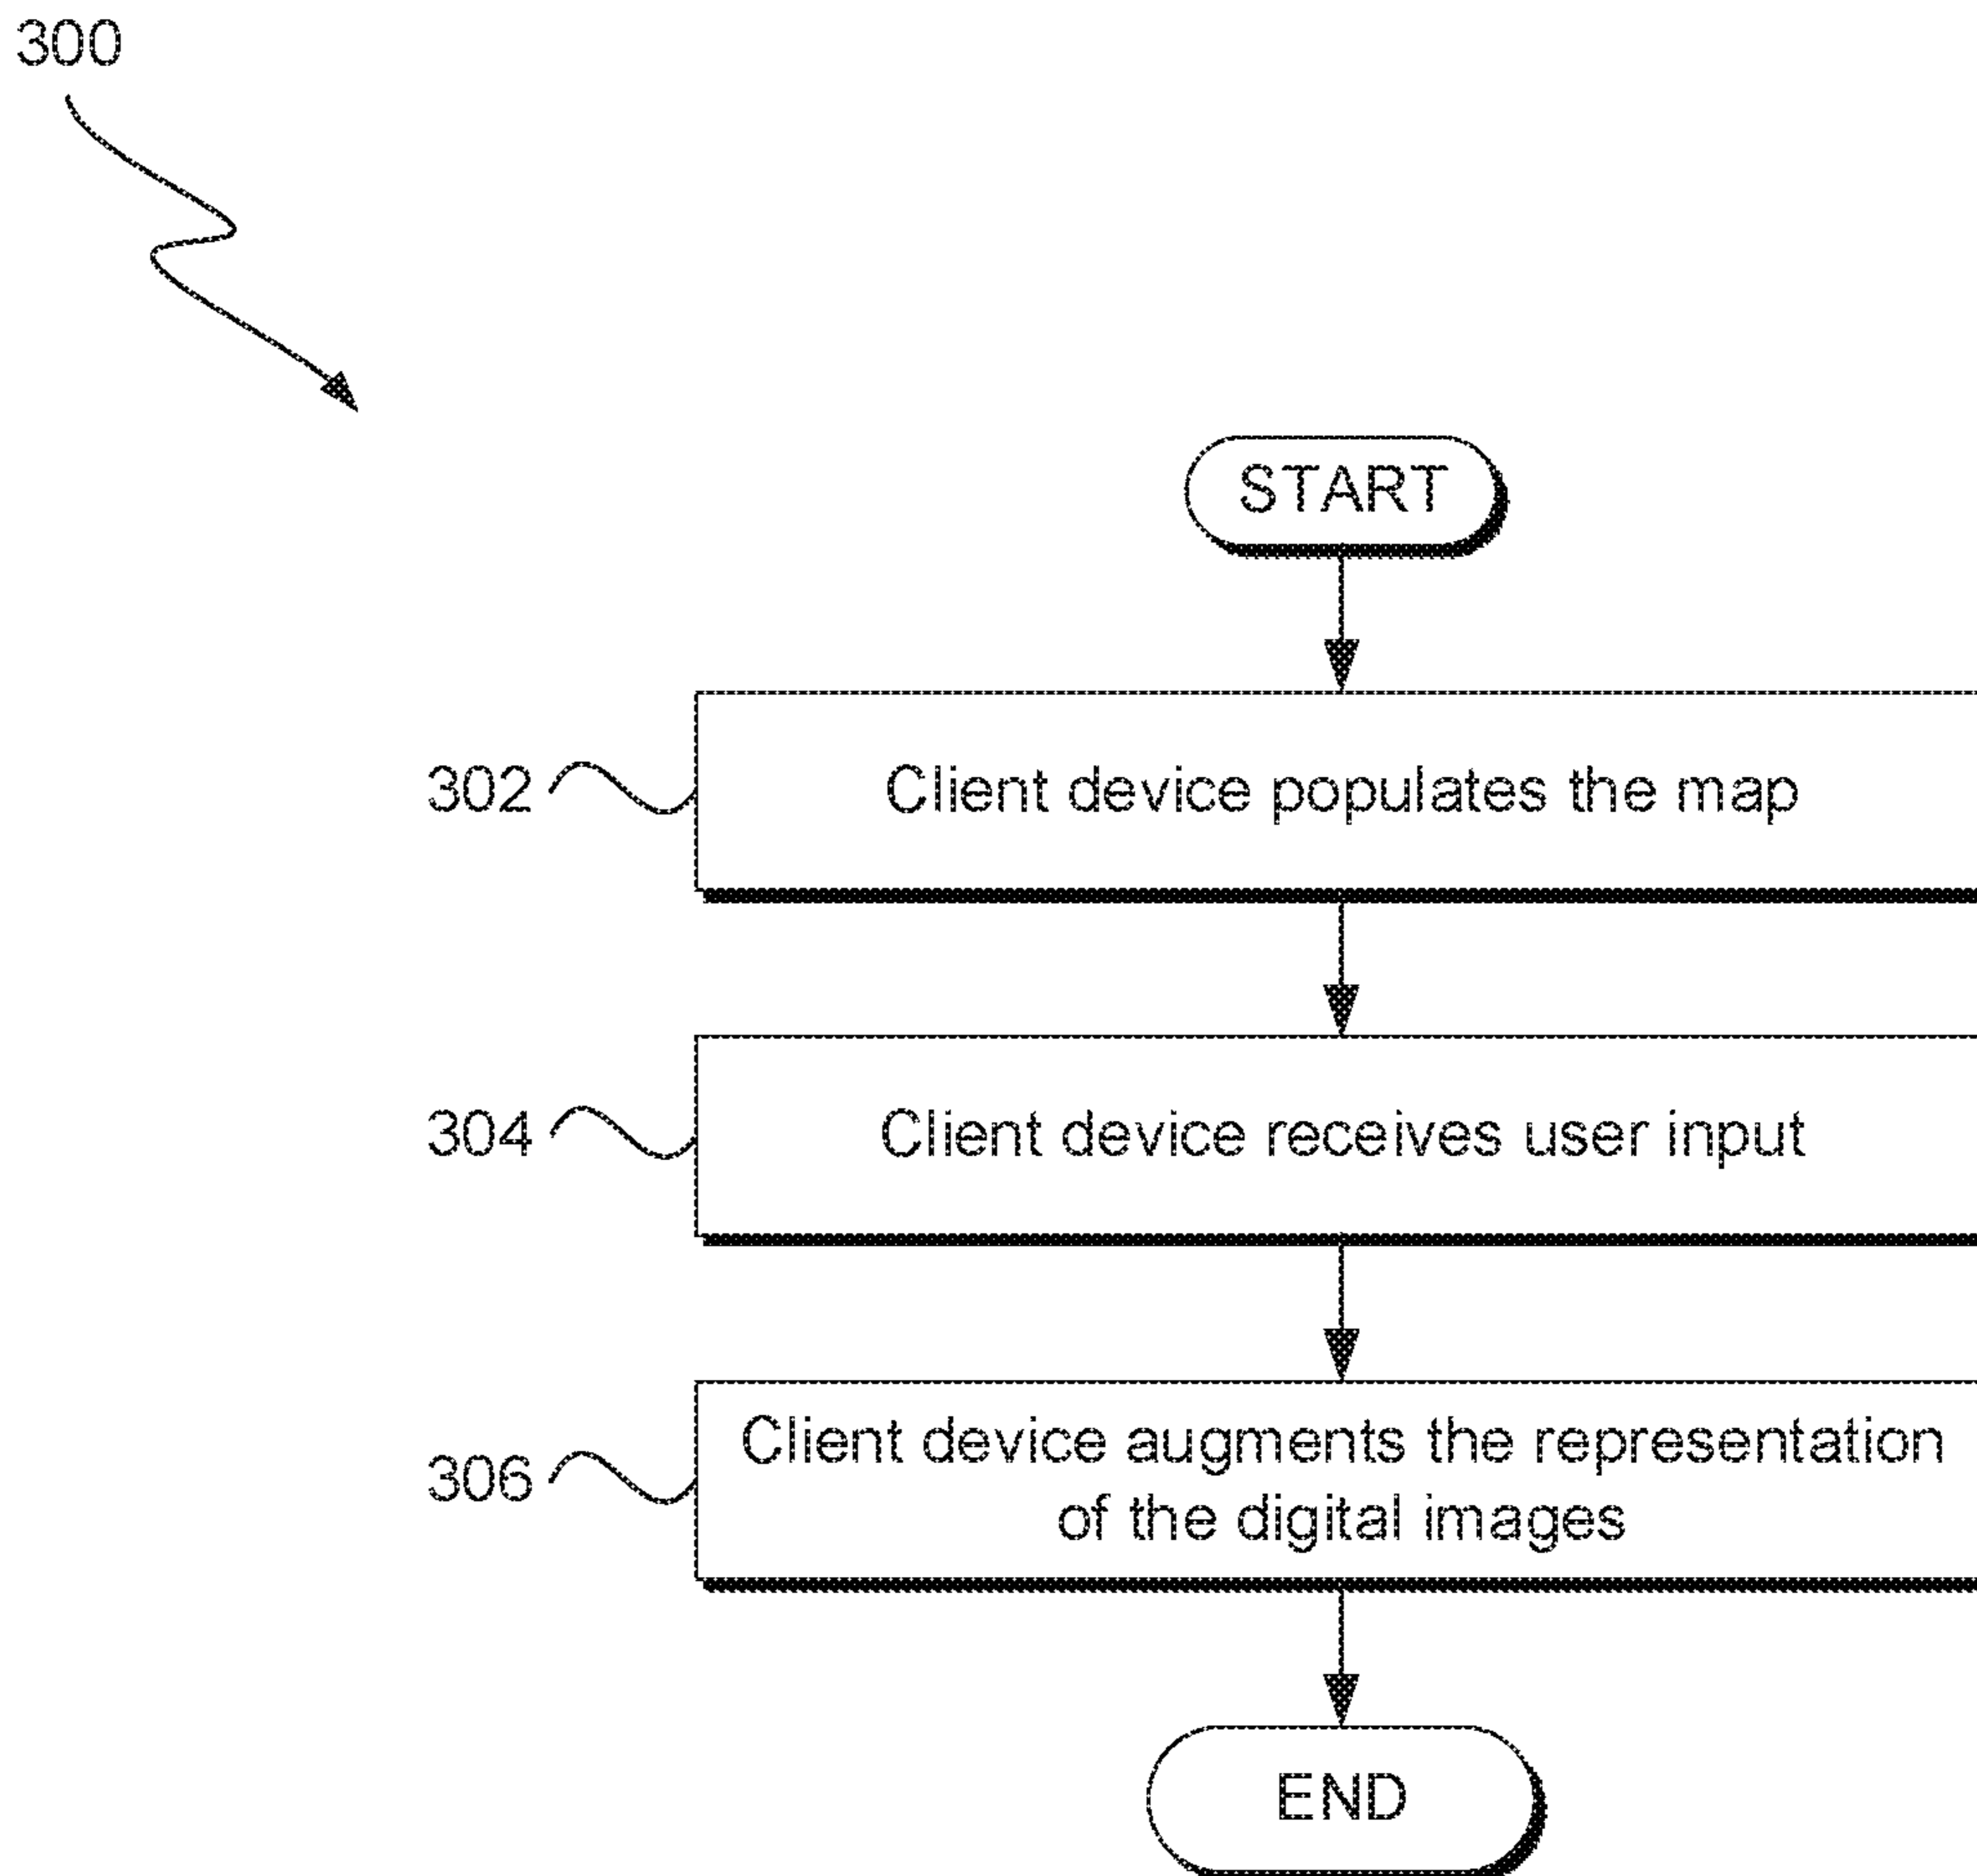 300
START
302
Client device populates the map
304
Client device receives user input
306
Client device augments the representation
of the digital images
END